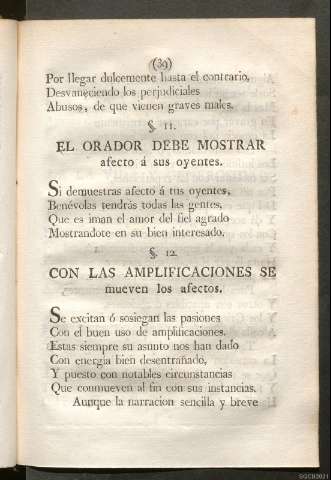 (39)
Por llegar dulcemente hasta el contrario,
Desvaneciendo los perjudiciales
Abusos, de que vienen graves males.
§. 11.
EL ORADOR DEBE MOSTRAR
afecto á sus oyentes.
Si demuestras afecto á tus oyentes,
Benévolas tendrás todas las gentes,
Que es iman el amor del fiel agrado
Mostrandote en su bien interesado.
§. 12.
CON LAS AMPLIFICACIONES SE
mueven los afectos.
Se excitan ó sosiegan las pasiones
Con el buen uso de amplificaciones.
Estas siempre su asunto nos han dado
Con energía bien desentrañado,
Y puesto con notables circunstancias
Que conmueven al fin con sus instancias.
Aunque la narracion sencilla y breve